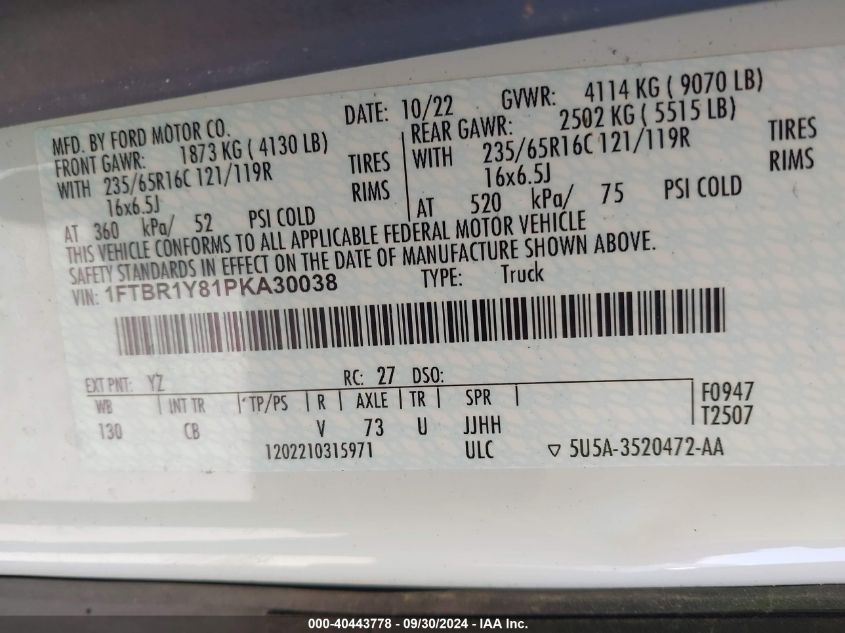 MFD. BY FORD MOTOR CO.
DATE: 10/22 GVWR: 4114 KG ( 9070 LB)
FRONT GAWR: 1873 KG ( 4130 LB)
WITH 235/65R16C 121/119R TIRES
16x6.5J RIMS
AT 360 kPa/ 52 PSI COLD
REAR GAWR: 2502 KG ( 5515 LB)
WITH 235/65R16C 121/119R TIRES
16x6.5J RIMS
AT 520 kPa/ 75 PSI COLD
THIS VEHICLE CONFORMS TO ALL APPLICABLE FEDERAL MOTOR VEHICLE
SAFETY STANDARDS IN EFFECT ON THE DATE OF MANUFACTURE SHOWN ABOVE.
VIN: 1FTBR1Y81PKA30038 TYPE: Truck
EXT PNT: YZ RC: 27 DSO:
WB INT TR TP/PS R AXLE TR SPR
130 CB V 73 U JJHH
F0947
T2507
1202210315971 ULC ▽ 5U5A-3520472-AA
000-40443778 - 09/30/2024 - IAA Inc.